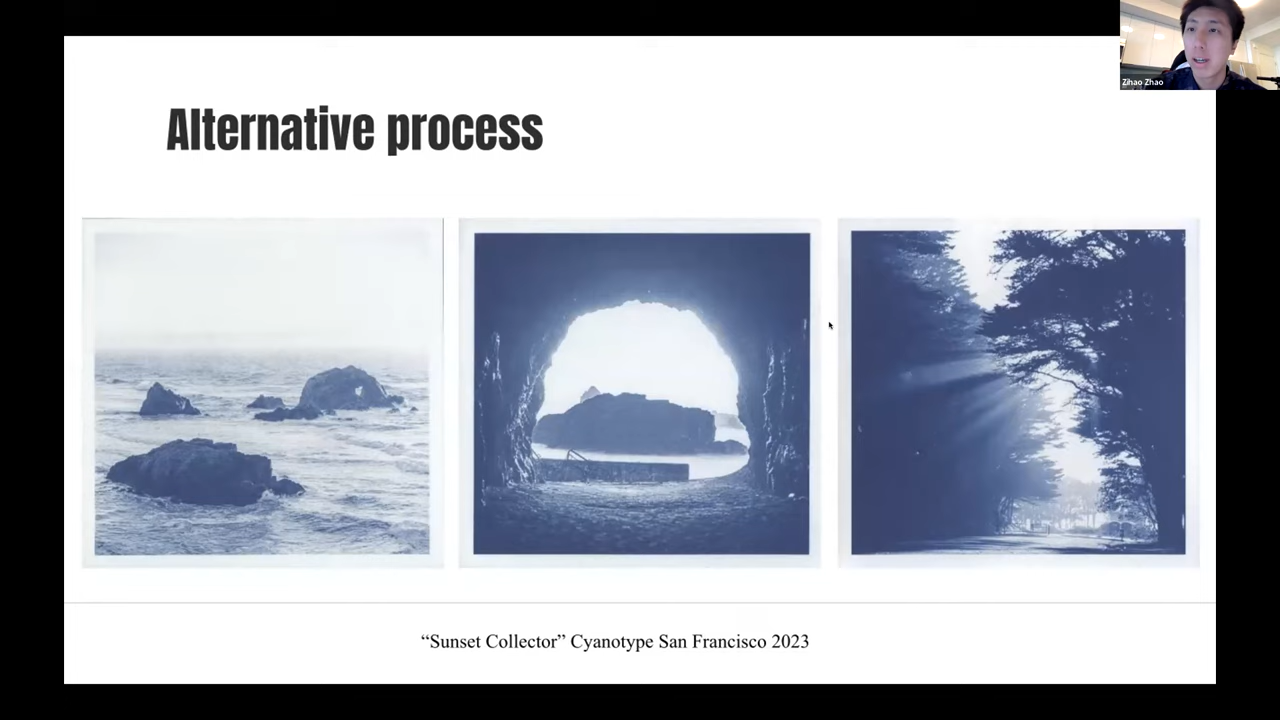 Zihao Zhao
Alternative process
“Sunset Collector” Cyanotype San Francisco 2023